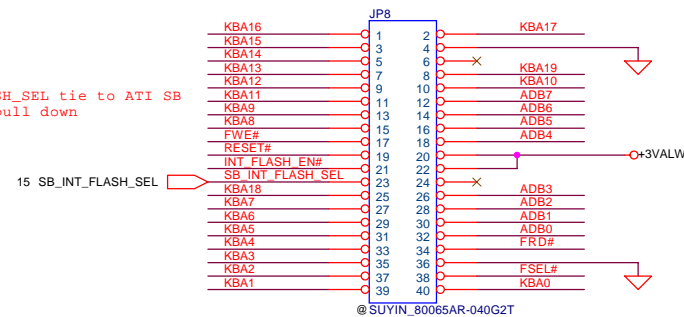 JP8
KBA16 1 2 KBA17
KBA15 3 4
KBA14 5 6
KBA13 7 8 KBA19
KBA12 9 10 KBA10
KBA11 11 12 ADB7
KBA9 13 14 ADB6
KBA8 15 16 ADB5
FWE# 17 18 ADB4
RESET# 19 20 +3VALW
INT_FLASH_EN# 21 22
15 SB_INT_FLASH_SEL SB_INT_FLASH_SEL 23 24
KBA18 25 26 ADB3
KBA7 27 28 ADB2
KBA6 29 30 ADB1
KBA5 31 32 ADB0
KBA4 33 34 FRD#
KBA3 35 36
KBA2 37 38 FSEL#
KBA1 39 40 KBA0
@SUYIN_80065AR-040G2T
SH_SEL tie to ATI SB
pull down